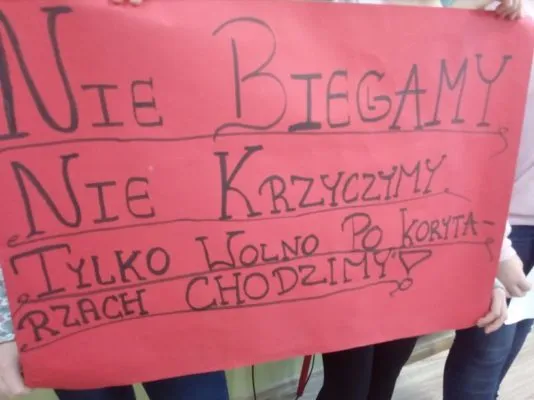 NIE BIEGAMY
NIE KRZYCZYMY
TYLKO WOLNO PO KORYTA-
RZACH CHODZIMY!